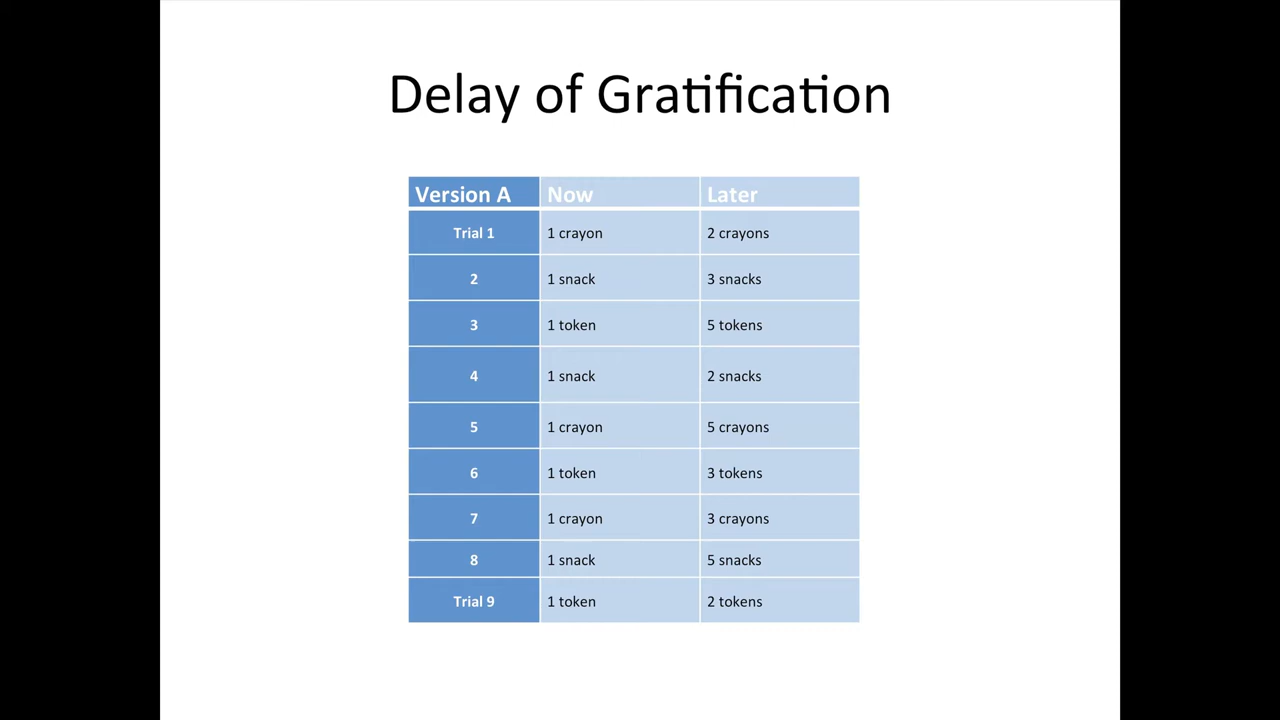 Delay of Gratification
Version A Now Later
Trial 1 1 crayon 2 crayons
2 1 snack 3 snacks
3 1 token 5 tokens
4 1 snack 2 snacks
5 1 crayon 5 crayons
6 1 token 3 tokens
7 1 crayon 3 crayons
8 1 snack 5 snacks
Trial 9 1 token 2 tokens